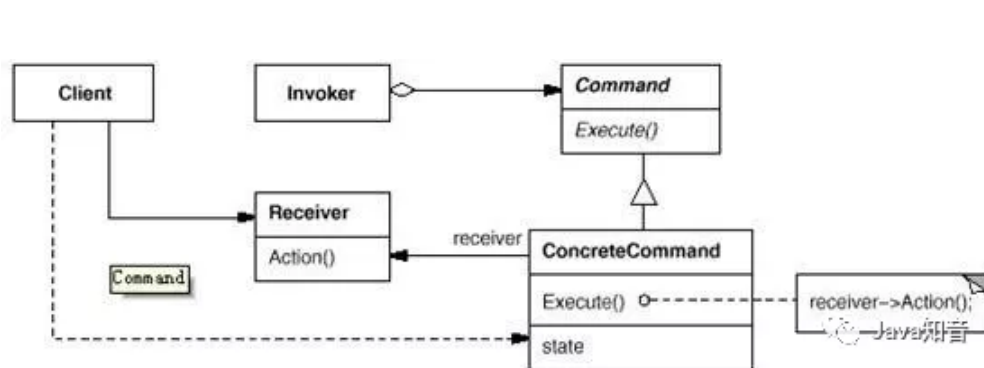 Client
Invoker
Command
Execute()
Receiver
Action()
receiver
ConcreteCommand
Execute()
receiver->Action();
state
Command
Java知音